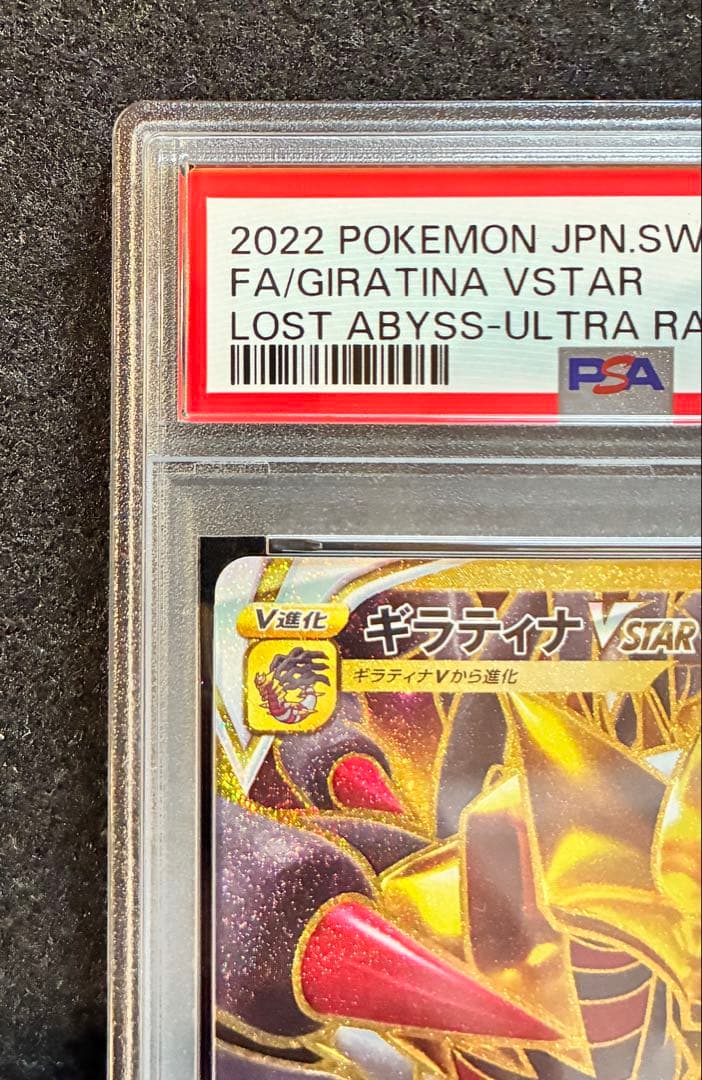 2022 POKEMON JPN.SW
FA/GIRATINA VSTAR
LOST ABYSS-ULTRA RA
PSA
V進化
ギラティナVSTAR
ギラティナVから進化